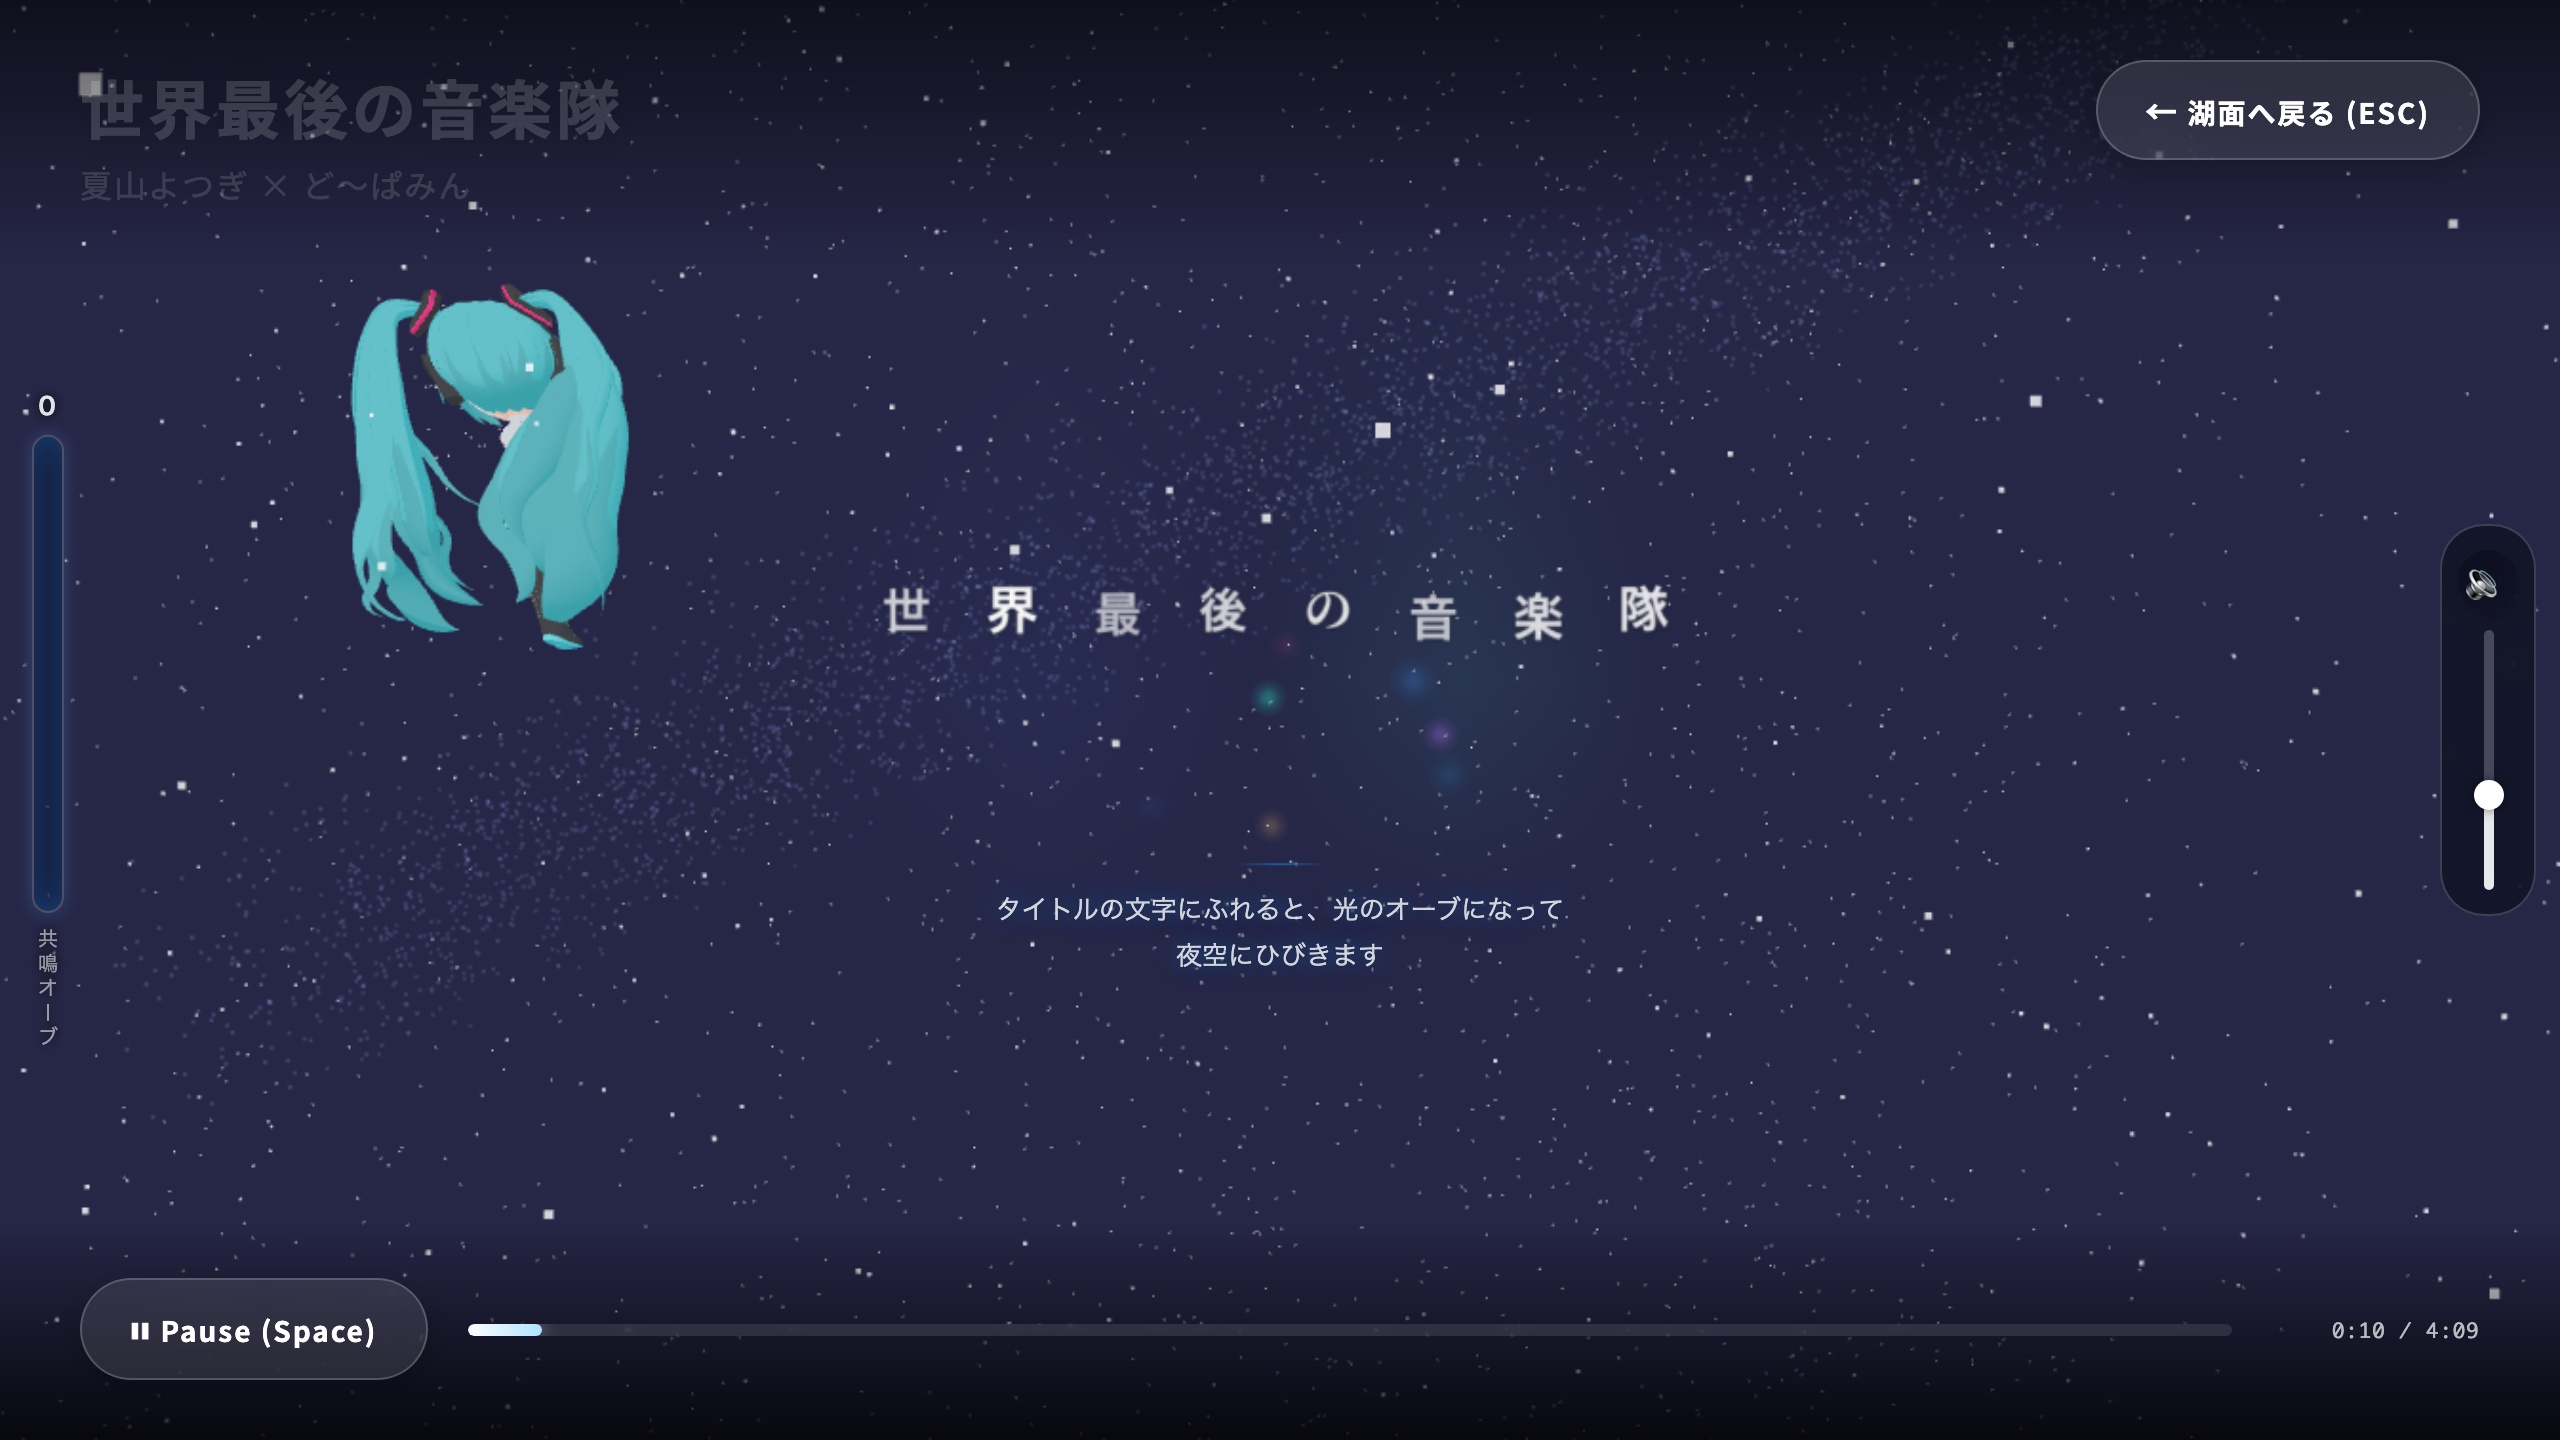 世界最後の音楽隊
夏山よつぎ × ど〜ぱみん
← 湖面へ戻る (ESC)
0
共鳴オーブ
世界最後の音楽隊
タイトルの文字にふれると、光のオーブになって
夜空にひびきます
Pause (Space)
0:10 / 4:09